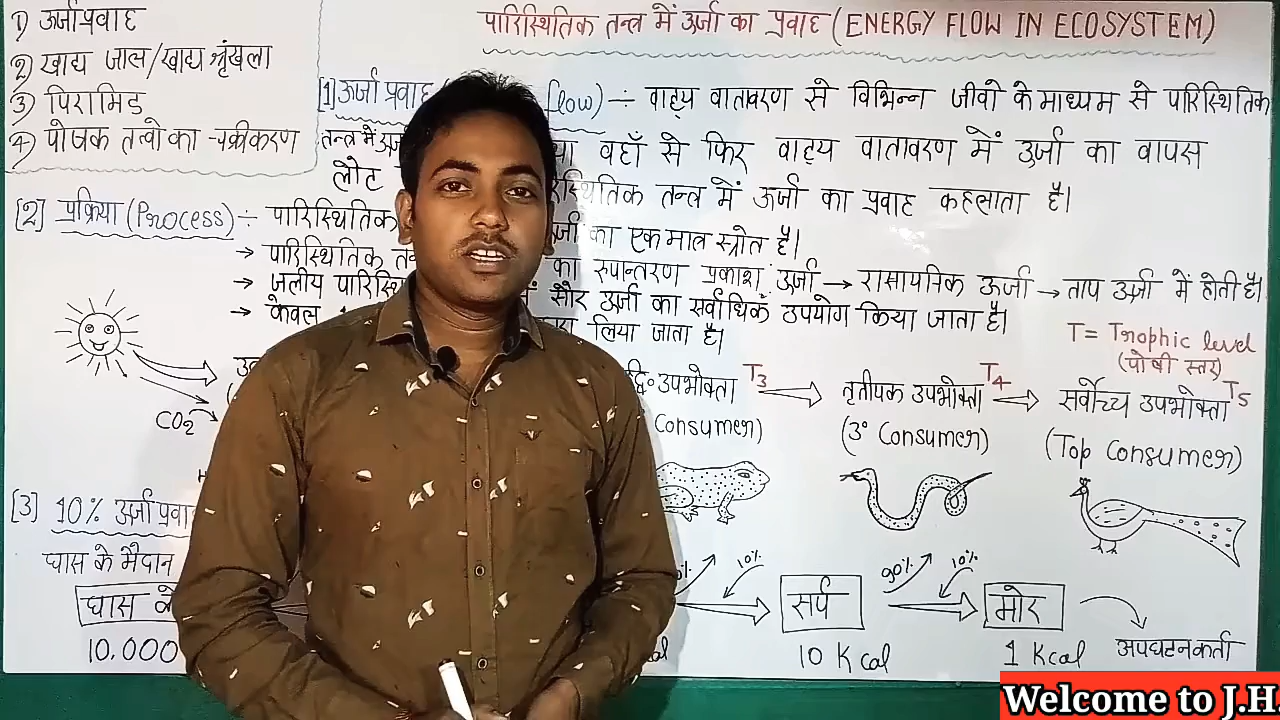 1) ऊर्जाप्रवाह
2) खाद्य जाल/खाद्य श्रृंखला
3) पिरामिड
4) पोषक तत्वो का चक्रीकरण
पारिस्थितिक तन्त्र में ऊर्जा का प्रवाह (ENERGY FLOW IN ECOSYSTEM)
[1] ऊर्जा प्रवाह flow) ÷ वाह्य वातावरण से विभिन्न जीवो के माध्यम से पारिस्थितिक
तन्त्र में वहाँ से फिर वाह्य वातावरण में ऊर्जा का वापस
लौट तन्त्र में ऊर्जा का प्रवाह कहलाता है।
[2] प्रक्रिया (Process) ÷ पारिस्थितिक का एकमात्र स्रोत है।
→ पारिस्थितिक का रुपान्तरण प्रकाश ऊर्जा → रासायनिक ऊर्जा → ताप ऊर्जा में होती है।
→ जलीय सौर ऊर्जा का सर्वाधिक उपयोग किया जाता है।
→ केवल लिया जाता है।
T = Trophic level
(पोषी स्तर)
उपभोक्ता T3 → तृतीयक उपभोक्ता T4 → सर्वोच्च उपभोक्ता T5
Consumer) (3° Consumer) (Top Consumer)
CO2
[3] 10% ऊर्जा
घास के मैदान
90% 10%
10%
घास के → सर्प → मोर
10,000 10 Kcal 1 Kcal अपघटनकर्ता
Welcome to J.H.